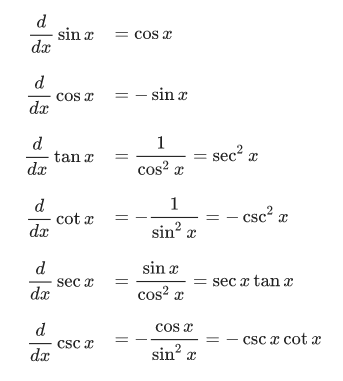 d/dx sin x = cos x
d/dx cos x = − sin x
d/dx tan x = 1/cos² x = sec² x
d/dx cot x = − 1/sin² x = − csc² x
d/dx sec x = sin x/cos² x = sec x tan x
d/dx csc x = − cos x/sin² x = − csc x cot x